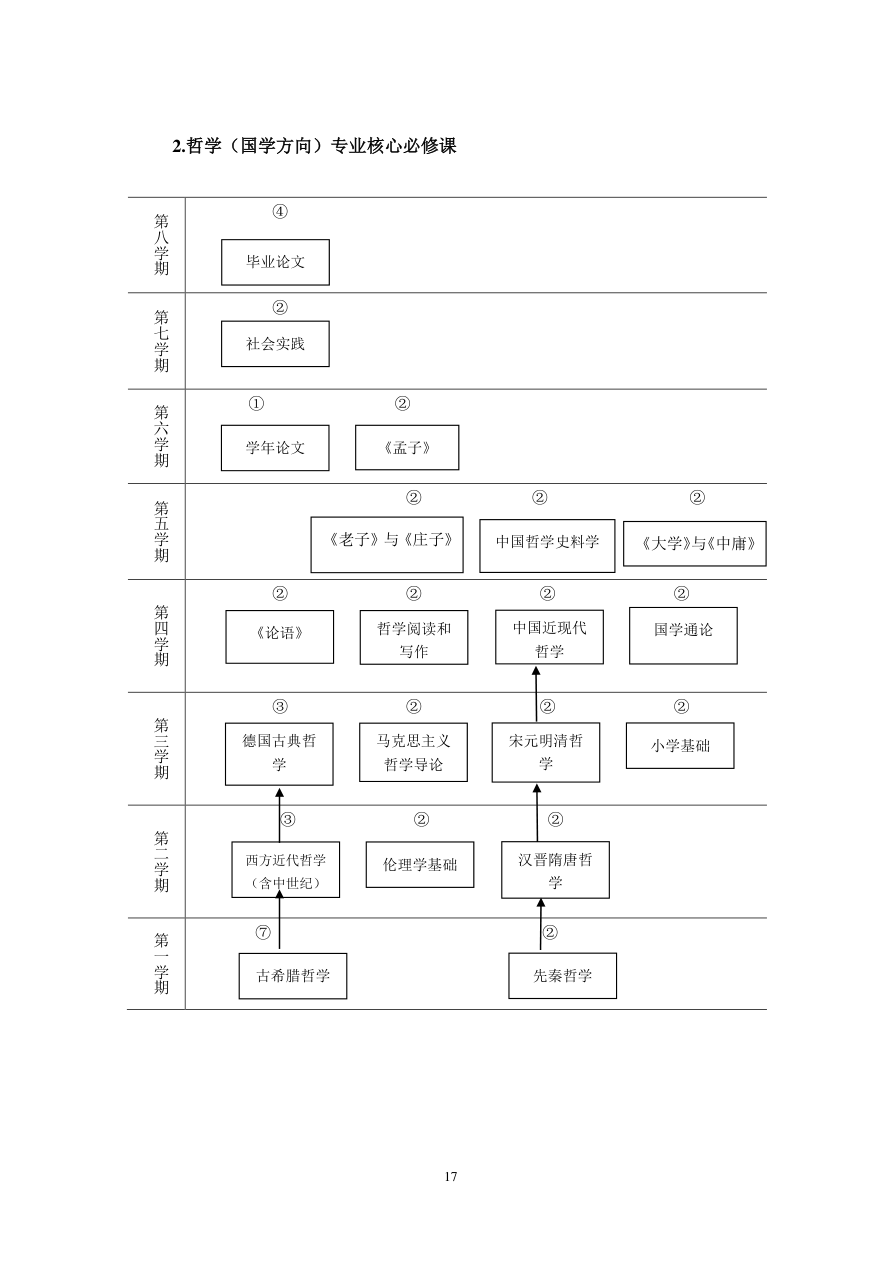 2.哲学（国学方向）专业核心必修课
第八学期
④
毕业论文
第七学期
②
社会实践
第六学期
① ②
学年论文 《孟子》
第五学期
② ② ②
《老子》与《庄子》 中国哲学史料学 《大学》与《中庸》
第四学期
② ② ② ②
《论语》 哲学阅读和 中国近现代 国学通论
写作 哲学
第三学期
③ ② ② ②
德国古典哲 马克思主义 宋元明清哲 小学基础
学 哲学导论 学
第二学期
③ ② ②
西方近代哲学 伦理学基础 汉晋隋唐哲
（含中世纪） 学
第一学期
⑦ ②
古希腊哲学 先秦哲学
17